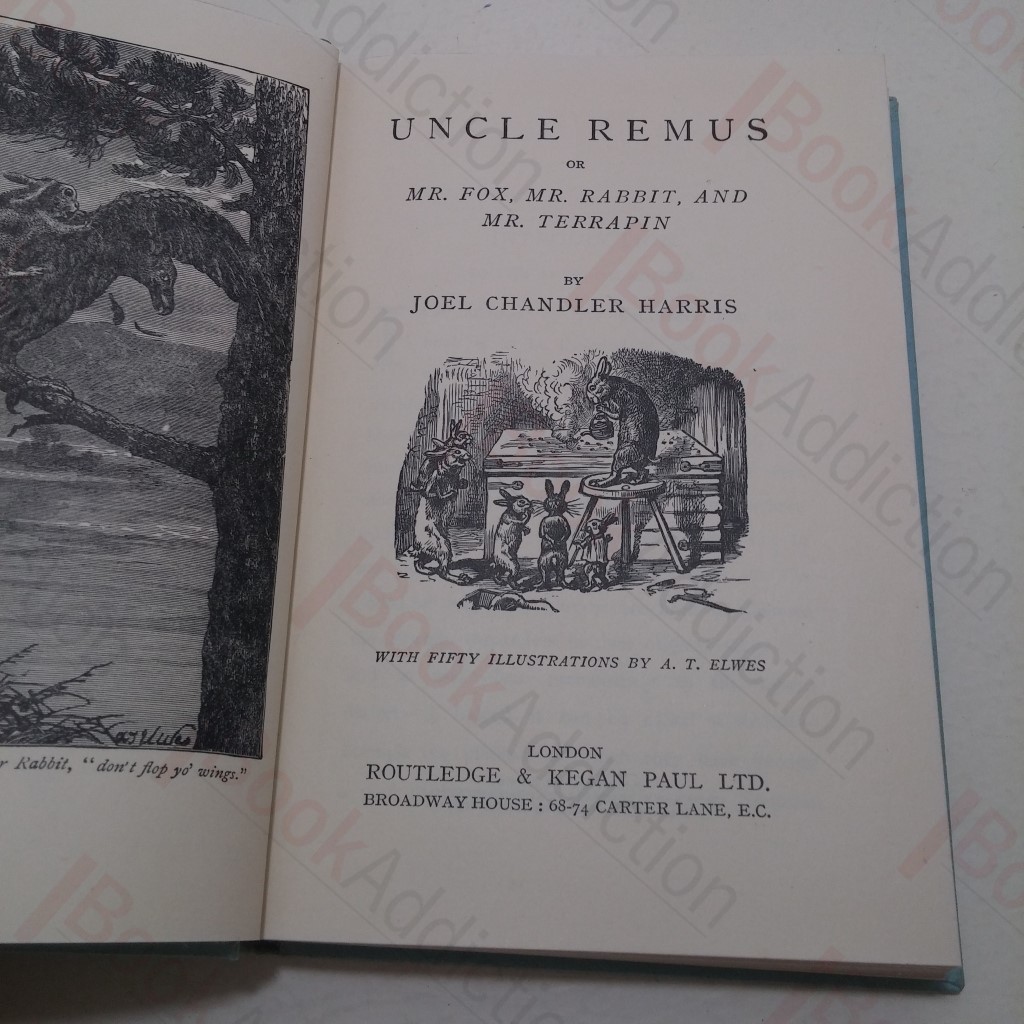 UNCLE REMUS
OR
MR. FOX, MR. RABBIT, AND
MR. TERRAPIN
BY
JOEL CHANDLER HARRIS
WITH FIFTY ILLUSTRATIONS BY A. T. ELWES
LONDON
ROUTLEDGE & KEGAN PAUL LTD.
BROADWAY HOUSE : 68-74 CARTER LANE, E.C.
Rabbit, "don't flop yo' wings."
BookAddiction